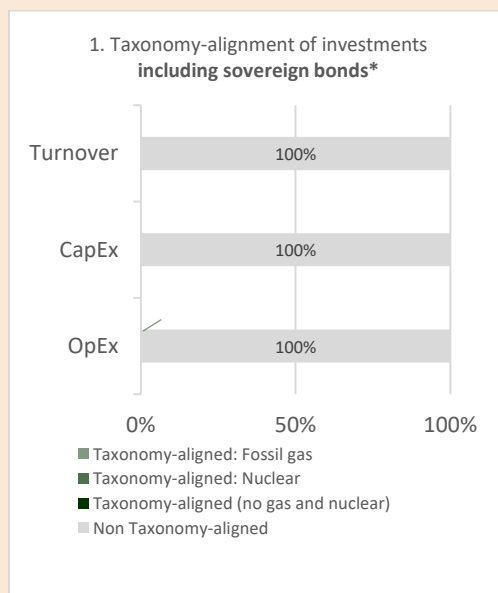 1. Taxonomy-alignment of investments
including sovereign bonds*
Turnover
100%
CapEx
100%
OpEx
100%
0%
50%
100%
Taxonomy-aligned: Fossil gas
Taxonomy-aligned: Nuclear
Taxonomy-aligned (no gas and nuclear)
Non Taxonomy-aligned